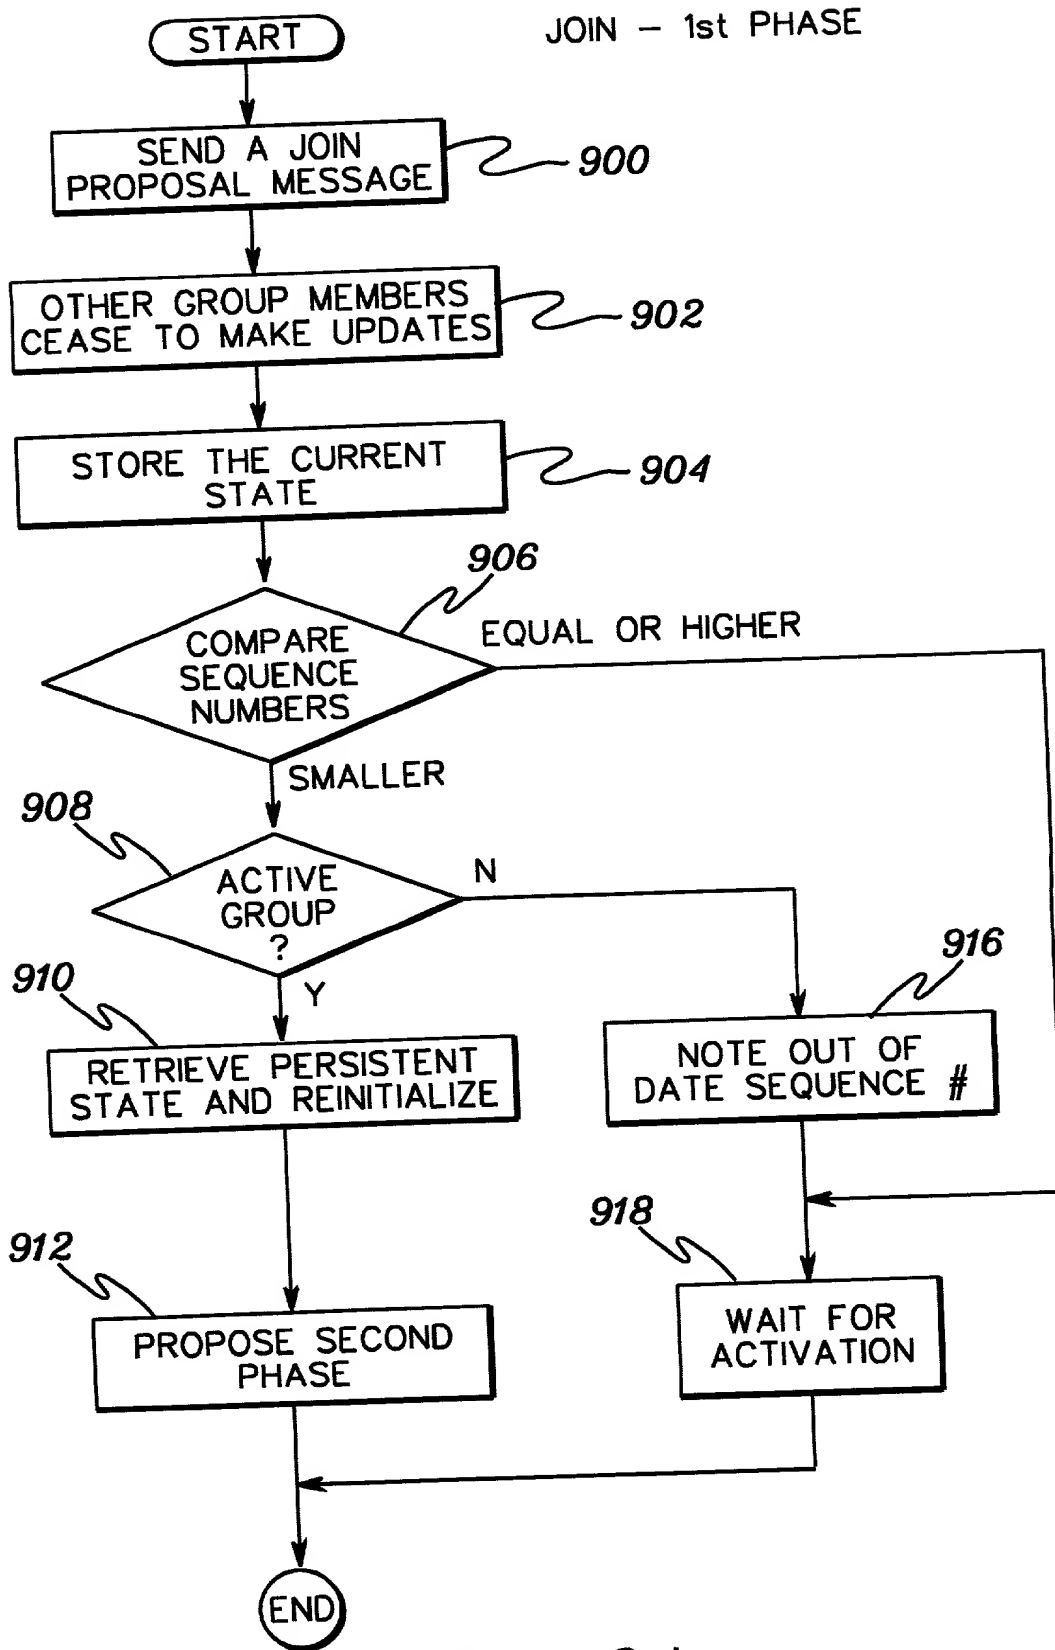 START
JOIN – 1st PHASE
SEND A JOIN
PROPOSAL MESSAGE
900
OTHER GROUP MEMBERS
CEASE TO MAKE UPDATES
902
STORE THE CURRENT
STATE
904
906
COMPARE
SEQUENCE
NUMBERS
EQUAL OR HIGHER
SMALLER
908
ACTIVE
GROUP
?
N
Y
910
RETRIEVE PERSISTENT
STATE AND REINITIALIZE
916
NOTE OUT OF
DATE SEQUENCE #
912
PROPOSE SECOND
PHASE
918
WAIT FOR
ACTIVATION
END